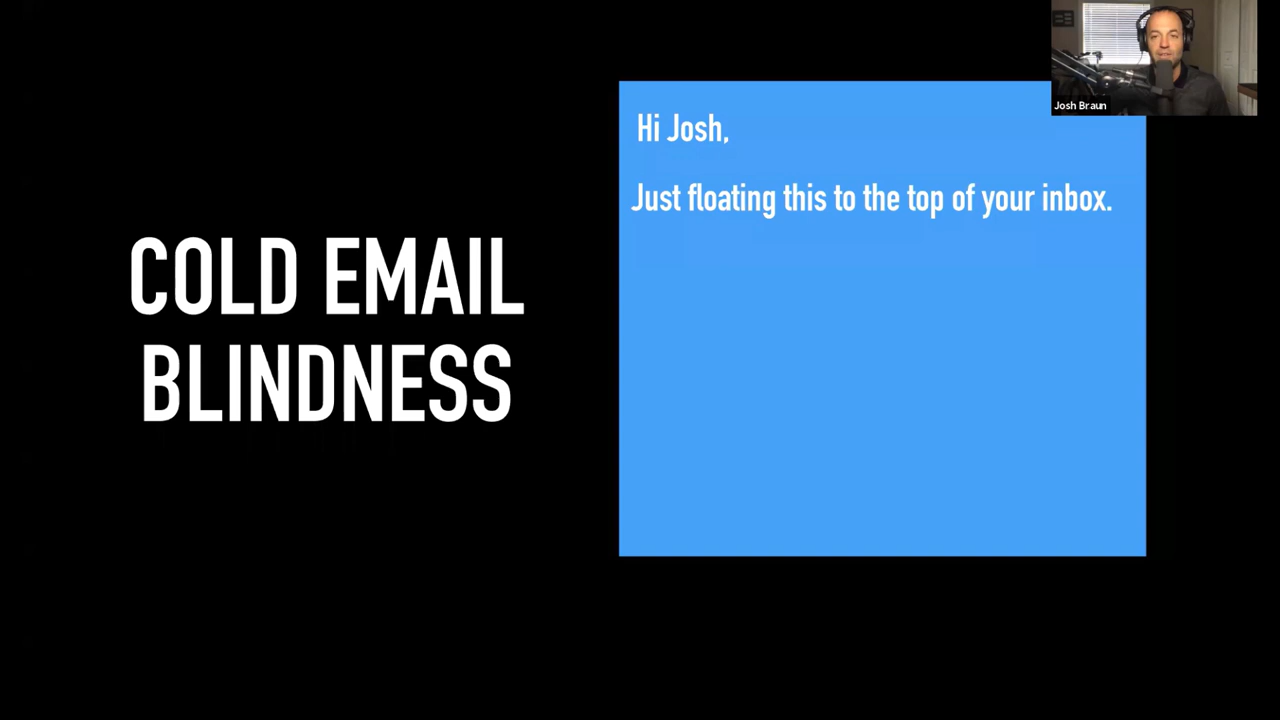 COLD EMAIL
BLINDNESS
Hi Josh,
Just floating this to the top of your inbox.
Josh Braun